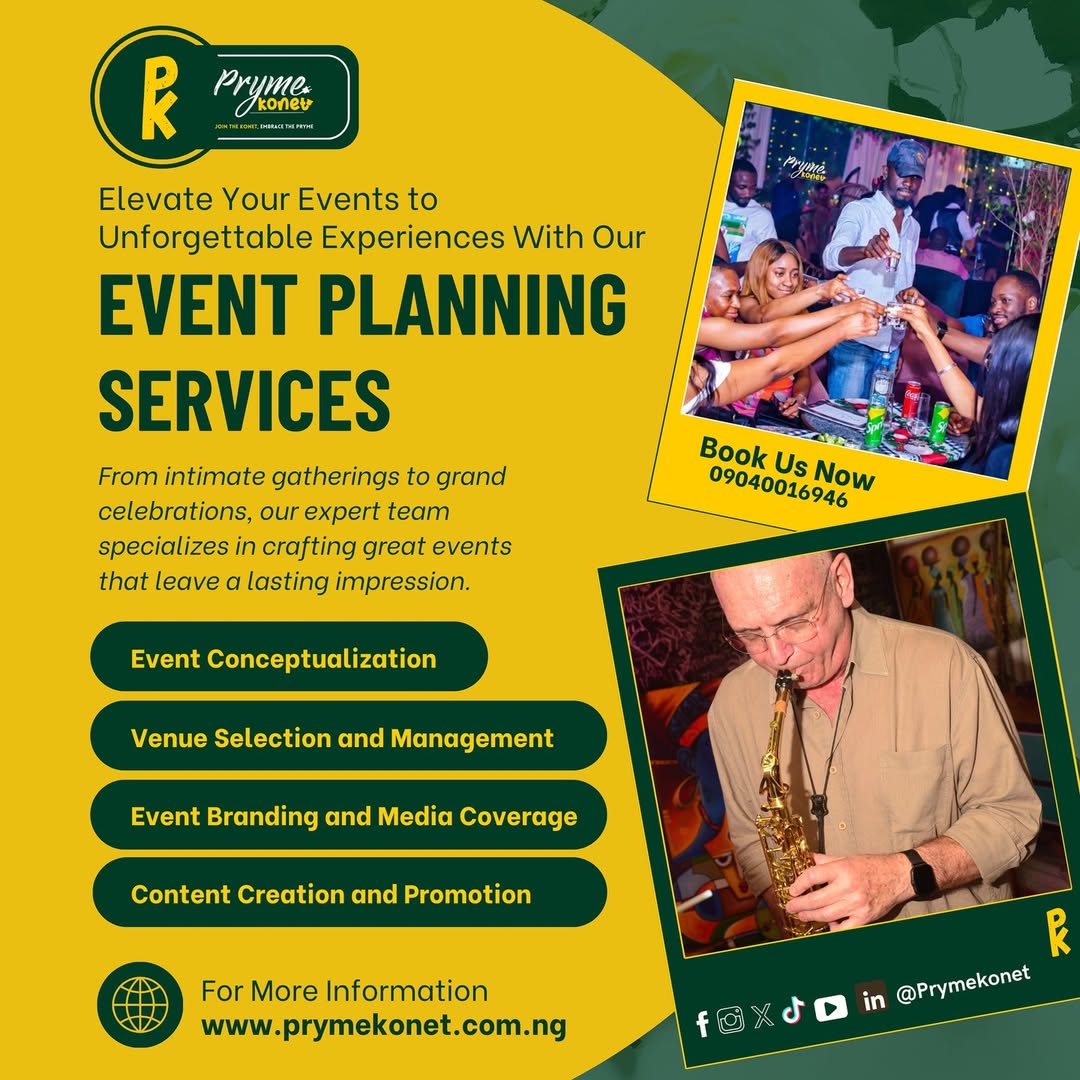 PK
Pryme
Konet
JOIN THE KONET, EMBRACE THE PRYME
Elevate Your Events to
Unforgettable Experiences With Our
EVENT PLANNING
SERVICES
From intimate gatherings to grand
celebrations, our expert team
specializes in crafting great events
that leave a lasting impression.
Event Conceptualization
Venue Selection and Management
Event Branding and Media Coverage
Content Creation and Promotion
For More Information
www.prymekonet.com.ng
Pryme
Konet
Book Us Now
09040016946
PK
@Prymekonet